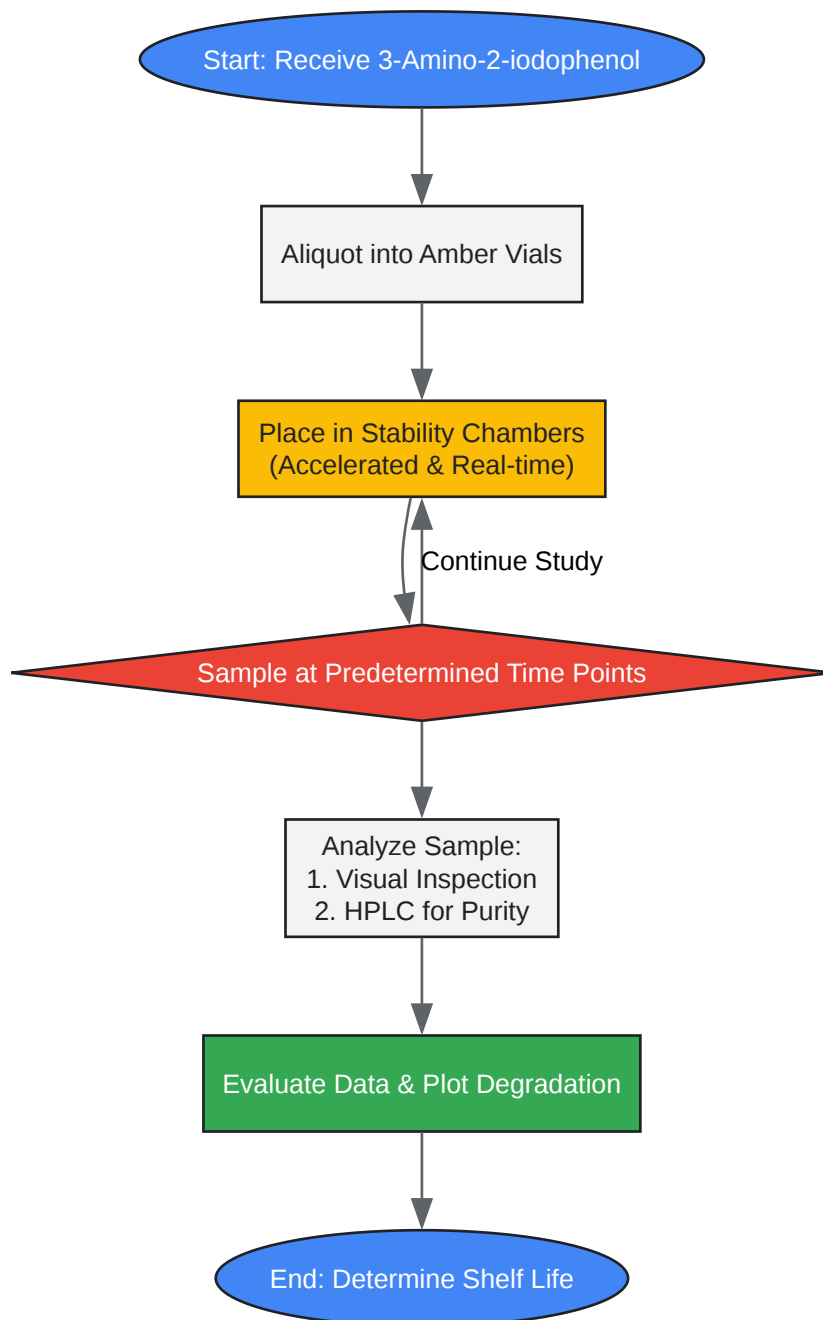 Start: Receive 3-Amino-2-iodophenol
Aliquot into Amber Vials
Place in Stability Chambers
(Accelerated & Real-time)
Continue Study
Sample at Predetermined Time Points
Analyze Sample:
1. Visual Inspection
2. HPLC for Purity
Evaluate Data & Plot Degradation
End: Determine Shelf Life